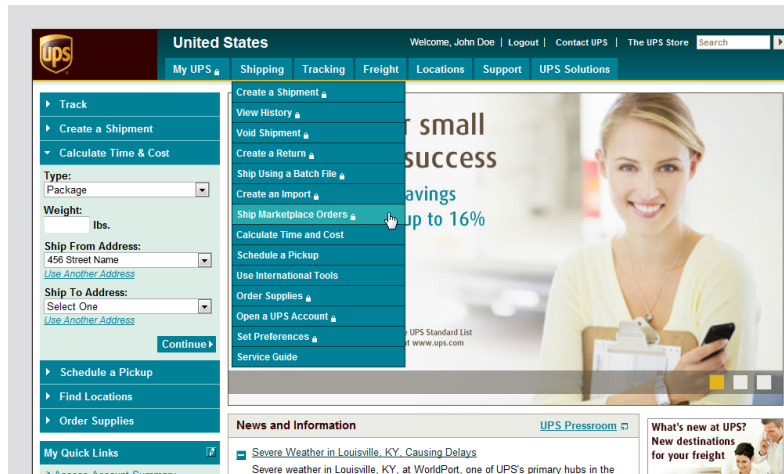 ups
United States
Welcome, John Doe | Logout | Contact UPS | The UPS Store Search
My UPS Shipping Tracking Freight Locations Support UPS Solutions
Create a Shipment
View History
Void Shipment
Create a Return
Ship Using a Batch File
Create an Import
Ship Marketplace Orders
Calculate Time and Cost
Schedule a Pickup
Use International Tools
Order Supplies
Open a UPS Account
Set Preferences
Service Guide
Track
Create a Shipment
Calculate Time & Cost
Type:
Package
Weight:
lbs.
Ship From Address:
456 Street Name
Use Another Address
Ship To Address:
Select One
Use Another Address
Continue
Schedule a Pickup
Find Locations
Order Supplies
My Quick Links
Access Account Summary
small
success
avings
up to 16%
UPS Standard List
at www.ups.com
News and Information
UPS Pressroom
Severe Weather in Louisville, KY, Causing Delays
Severe weather in Louisville, KY, at WorldPort, one of UPS's primary hubs in the
What's new at UPS?
New destinations
for your freight